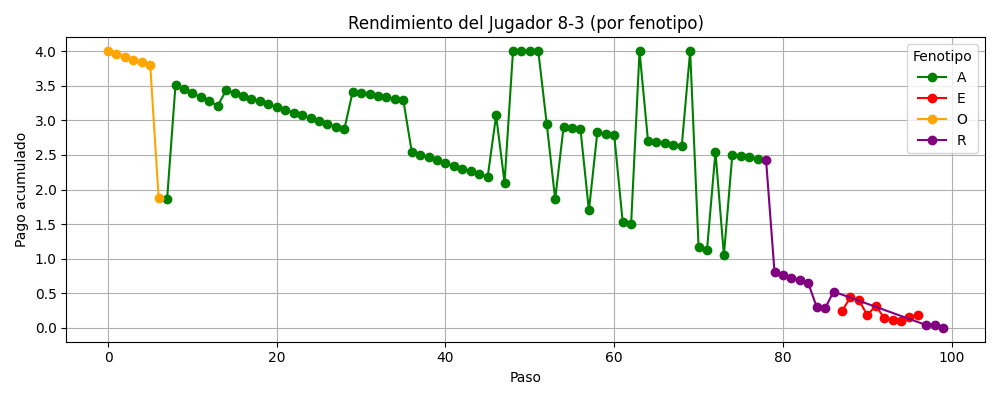 Rendimiento del Jugador 8-3 (por fenotipo)
Pago acumulado
4.0
3.5
3.0
2.5
2.0
1.5
1.0
0.5
0.0
Fenotipo
A
E
O
R
0 20 40 60 80 100
Paso